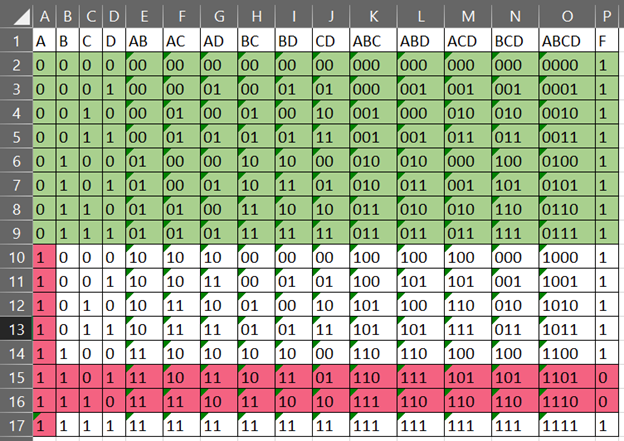 A B C D E F G H I J K L M N O P
1 A B C D AB AC AD BC BD CD ABC ABD ACD BCD ABCD F
2 0 0 0 0 00 00 00 00 00 00 000 000 000 000 0000 1
3 0 0 0 1 00 00 01 00 01 01 000 001 001 001 0001 1
4 0 0 1 0 00 01 00 01 00 10 001 000 010 010 0010 1
5 0 0 1 1 00 01 01 01 01 11 001 001 011 011 0011 1
6 0 1 0 0 01 00 00 10 10 00 010 010 000 100 0100 1
7 0 1 0 1 01 00 01 10 11 01 010 011 001 101 0101 1
8 0 1 1 0 01 01 00 11 10 10 011 010 010 110 0110 1
9 0 1 1 1 01 01 01 11 11 11 011 011 011 111 0111 1
10 1 0 0 0 10 10 10 00 00 00 100 100 100 000 1000 1
11 1 0 0 1 10 10 11 00 01 01 100 101 101 001 1001 1
12 1 0 1 0 10 11 10 01 00 10 101 100 110 010 1010 1
13 1 0 1 1 10 11 11 01 01 11 101 101 111 011 1011 1
14 1 1 0 0 11 10 10 10 10 00 110 110 100 100 1100 1
15 1 1 0 1 11 10 11 10 11 01 110 111 101 101 1101 0
16 1 1 1 0 11 11 10 11 10 10 111 110 110 110 1110 0
17 1 1 1 1 11 11 11 11 11 11 111 111 111 111 1111 1